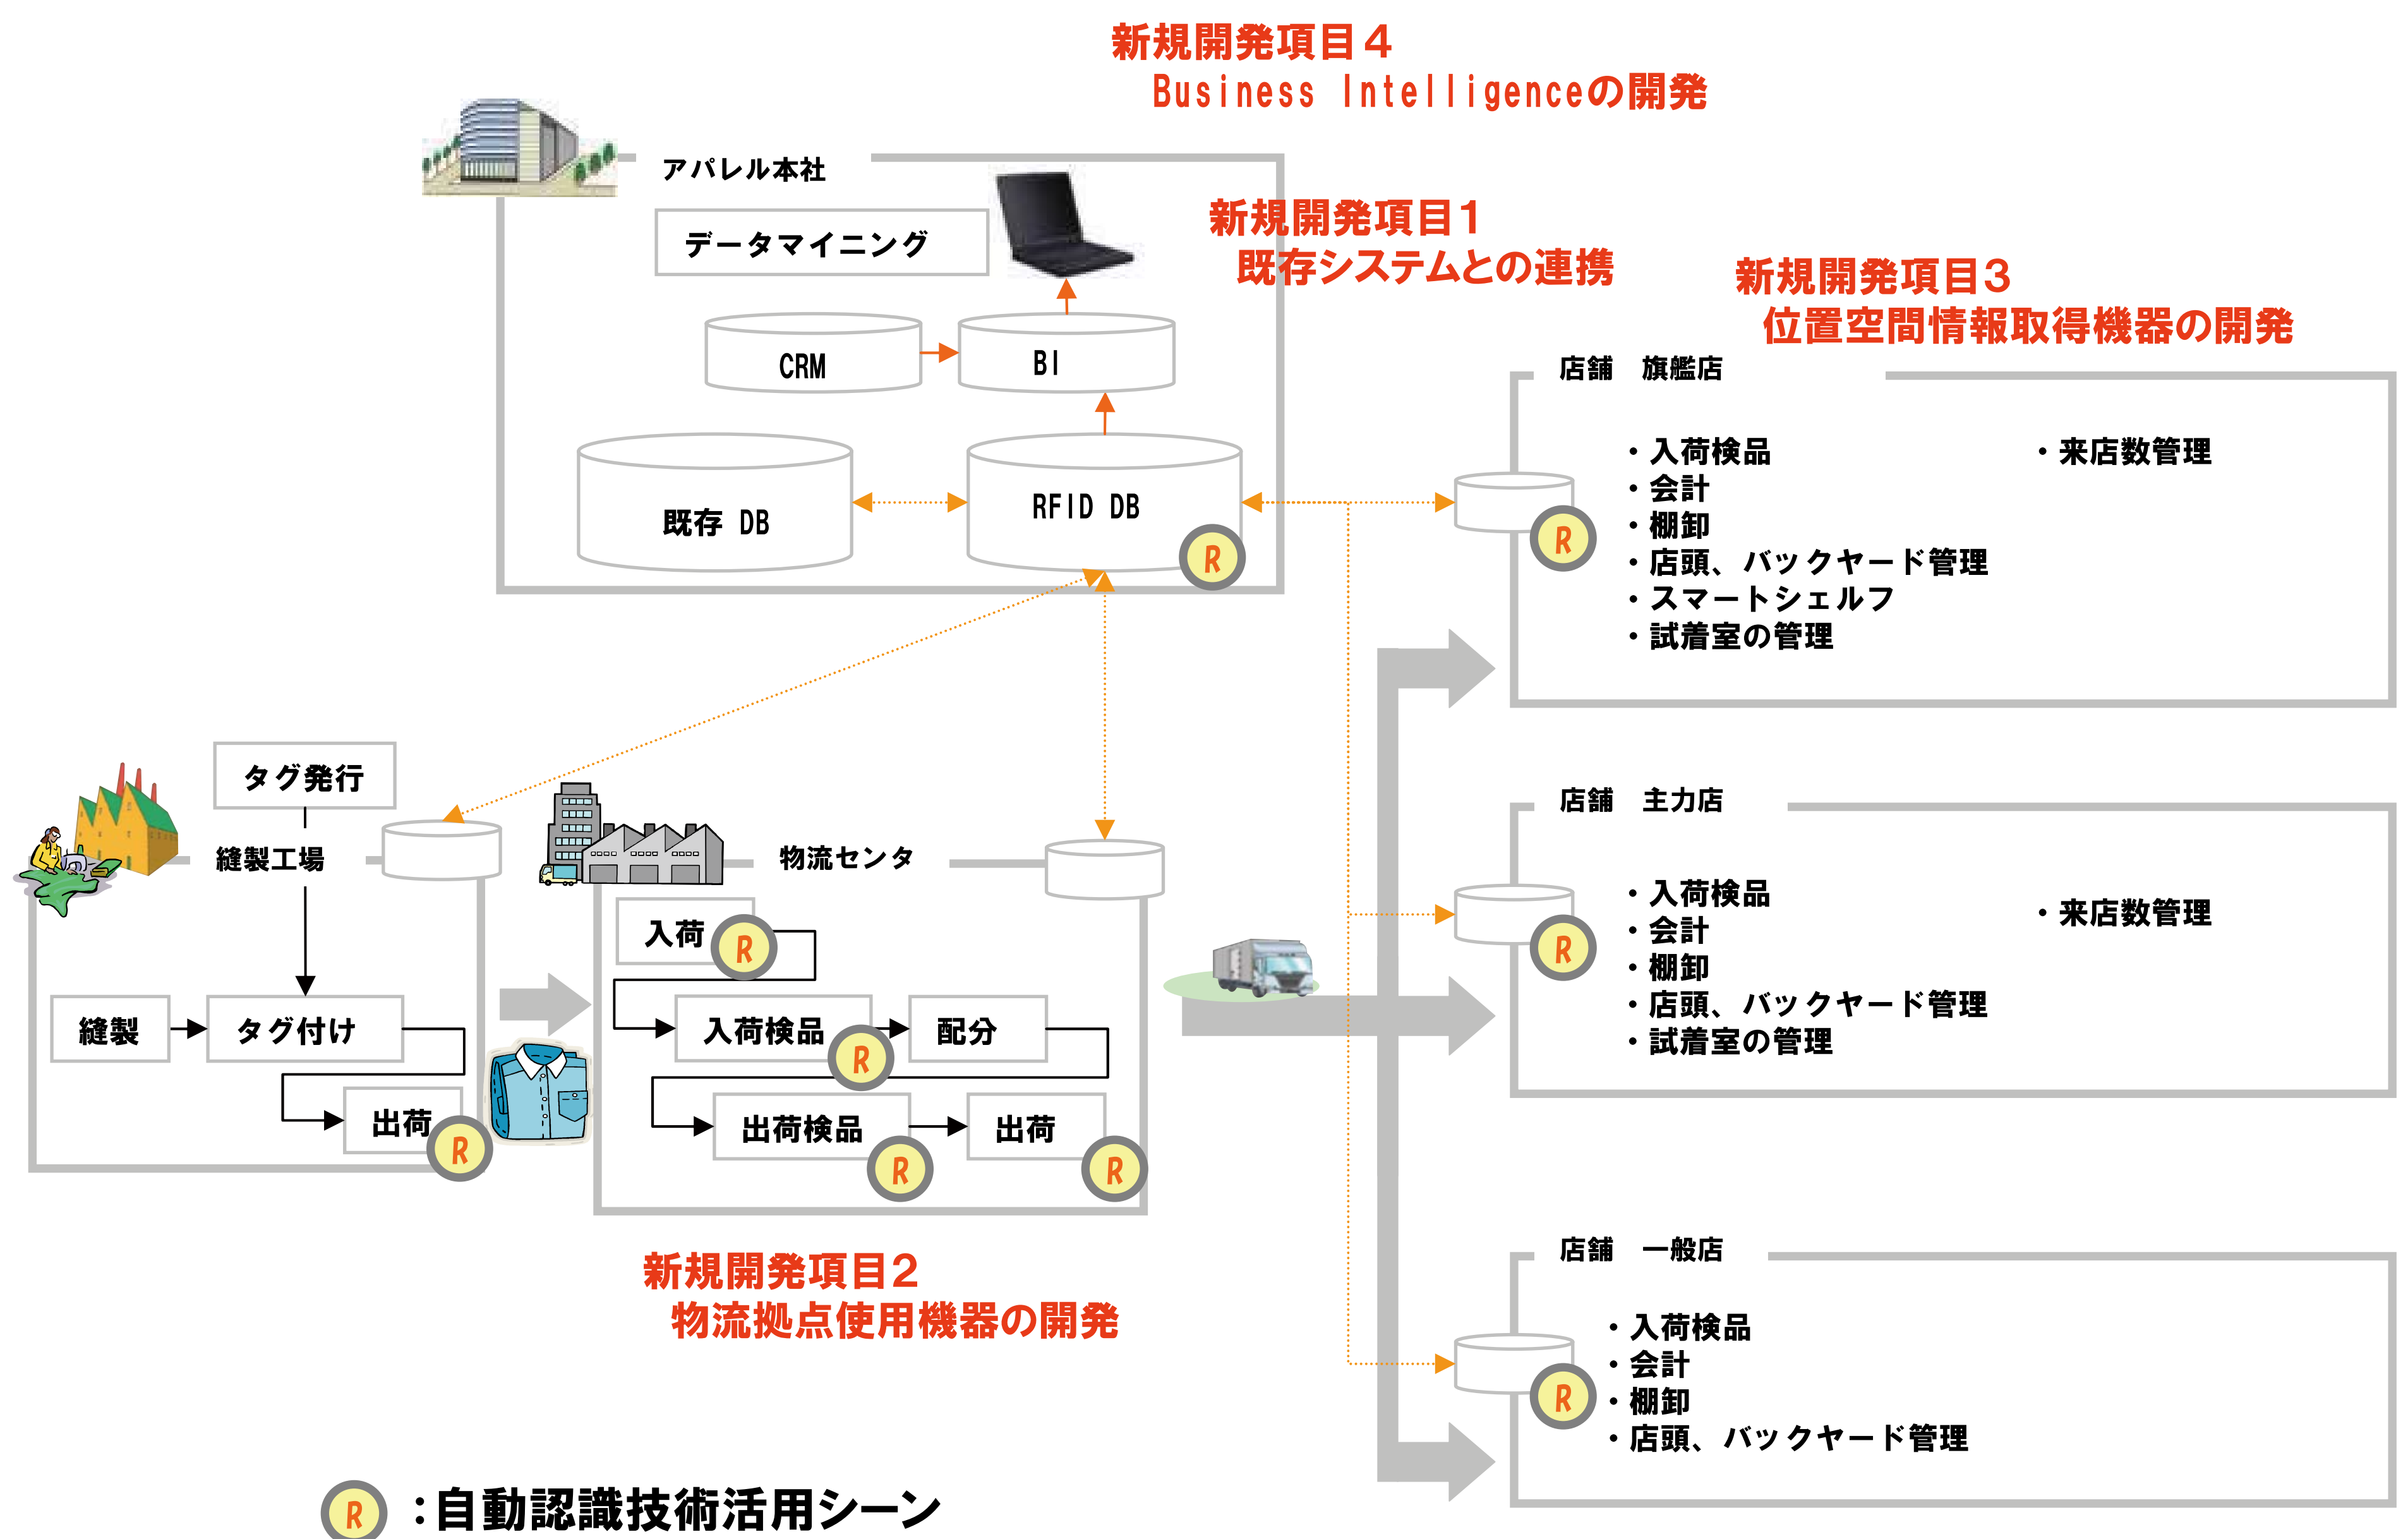 新規開発項目４
Business Intelligenceの開発
アパレル本社
データマイニング
新規開発項目1
既存システムとの連携
新規開発項目3
位置空間情報取得機器の開発
CRM
BI
既存 DB
RFID DB
R
店舗　旗艦店
・入荷検品
・会計
・棚卸
・店頭、バックヤード管理
・スマートシェルフ
・試着室の管理
・来店数管理
R
タグ発行
縫製工場
縫製
タグ付け
出荷
R
物流センタ
入荷
R
入荷検品
R
配分
出荷検品
R
出荷
R
店舗　主力店
・入荷検品
・会計
・棚卸
・店頭、バックヤード管理
・試着室の管理
・来店数管理
R
新規開発項目2
物流拠点使用機器の開発
店舗　一般店
・入荷検品
・会計
・棚卸
・店頭、バックヤード管理
R
R ：自動認識技術活用シーン